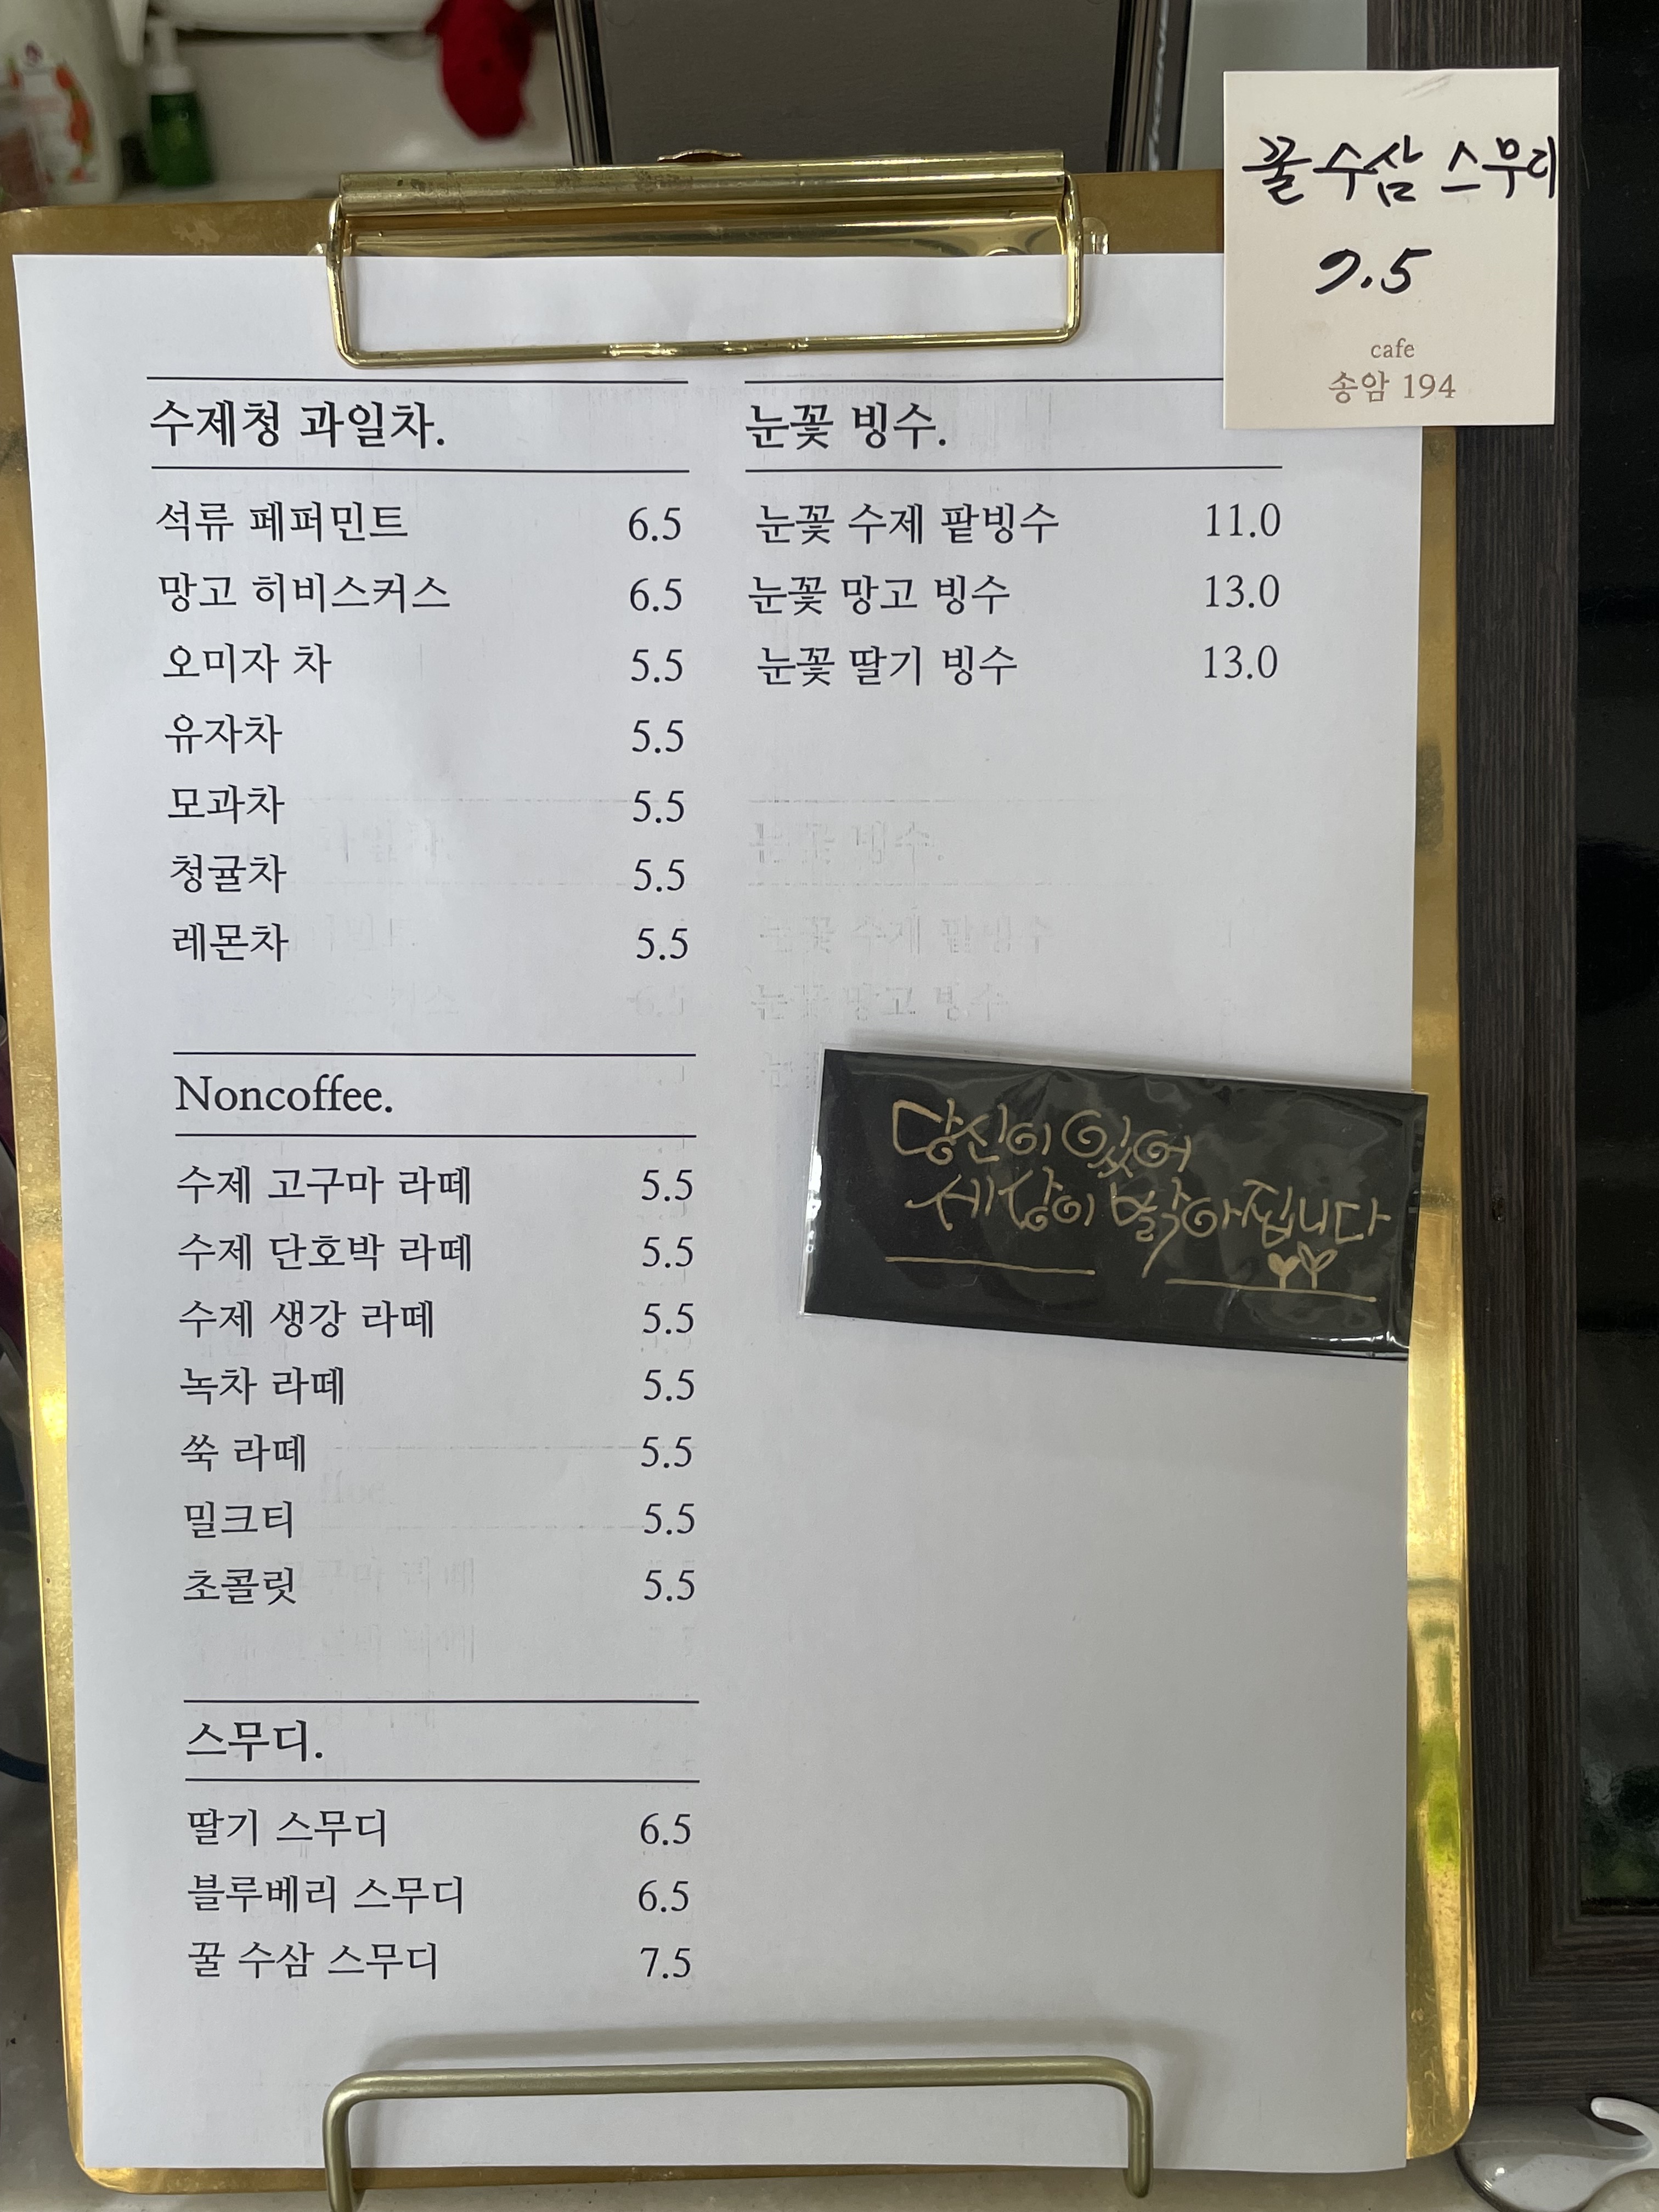 꿀 수삼 스무디
7.5
cafe
송암 194
수제청 과일차.
석류 페퍼민트 6.5
망고 히비스커스 6.5
오미자 차 5.5
유자차 5.5
모과차 5.5
청귤차 5.5
레몬차 5.5
Noncoffee.
수제 고구마 라떼 5.5
수제 단호박 라떼 5.5
수제 생강 라떼 5.5
녹차 라떼 5.5
쑥 라떼 5.5
밀크티 5.5
초콜릿 5.5
스무디.
딸기 스무디 6.5
블루베리 스무디 6.5
꿀 수삼 스무디 7.5
눈꽃 빙수.
눈꽃 수제 팥빙수 11.0
눈꽃 망고 빙수 13.0
눈꽃 딸기 빙수 13.0
당신이 있어
세상이 밝아집니다